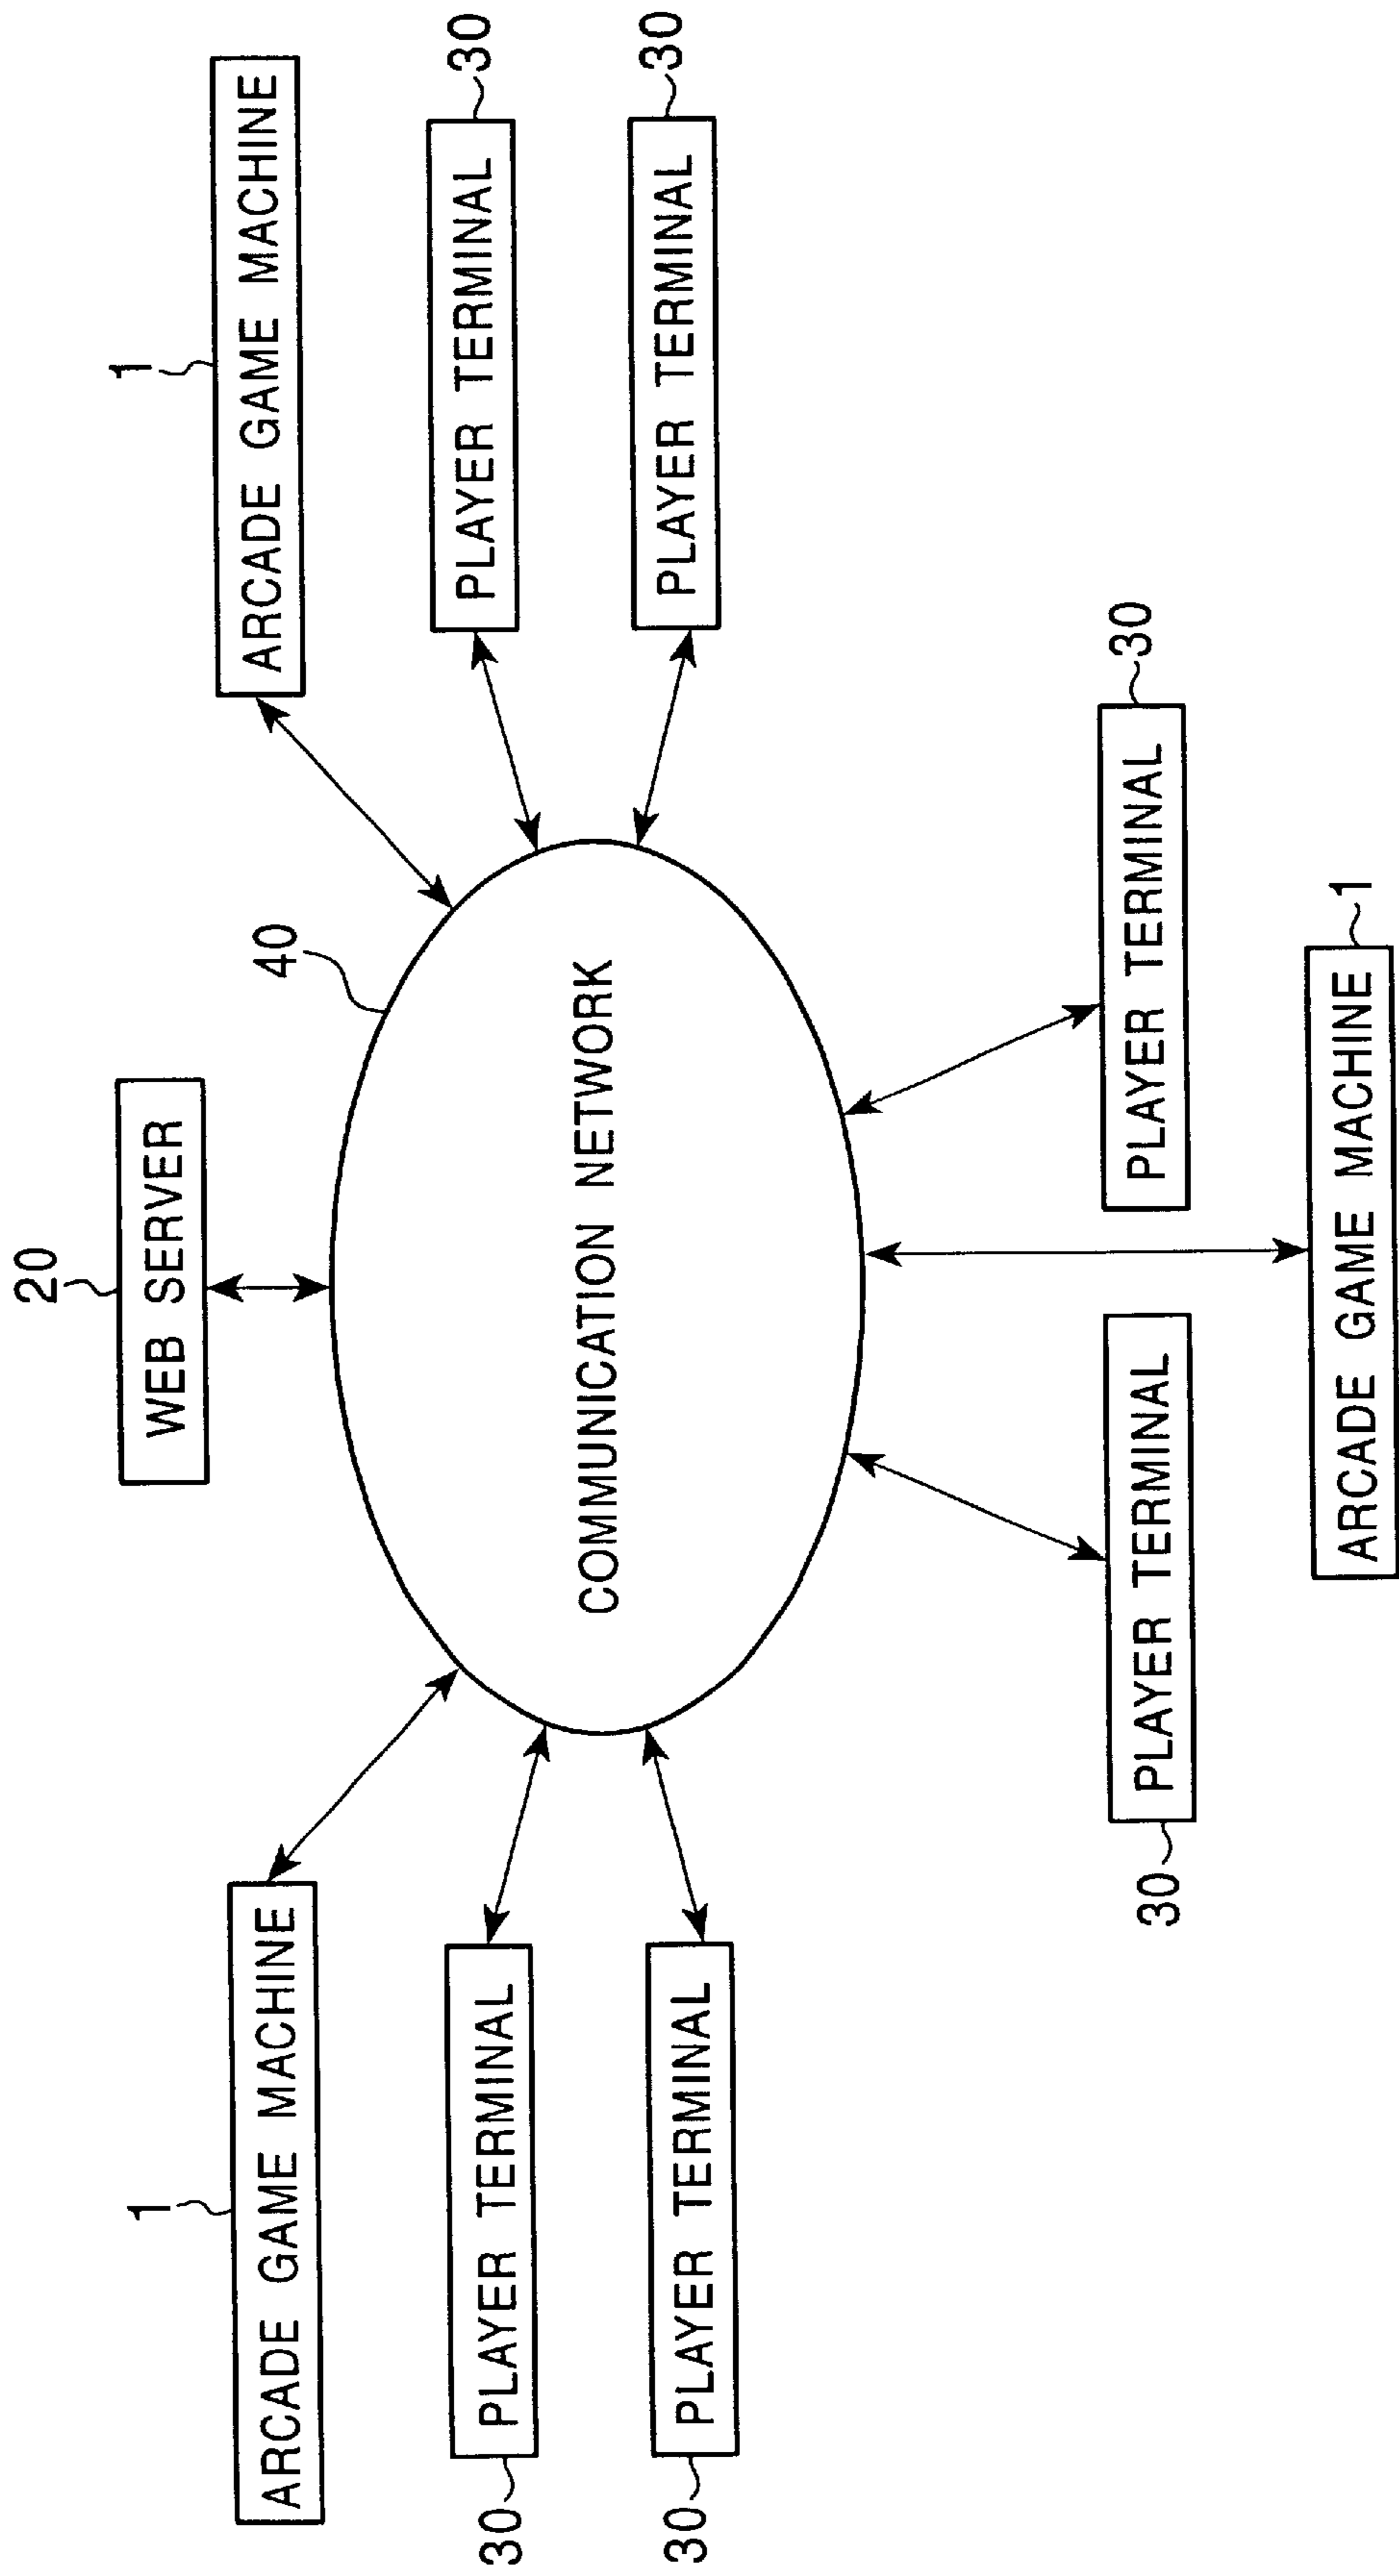 20
WEB SERVER
1
ARCADE GAME MACHINE
40
1
ARCADE GAME MACHINE
COMMUNICATION NETWORK
30
PLAYER TERMINAL
PLAYER TERMINAL
30
30
PLAYER TERMINAL
PLAYER TERMINAL
30
30
PLAYER TERMINAL
PLAYER TERMINAL
30
ARCADE GAME MACHINE
1